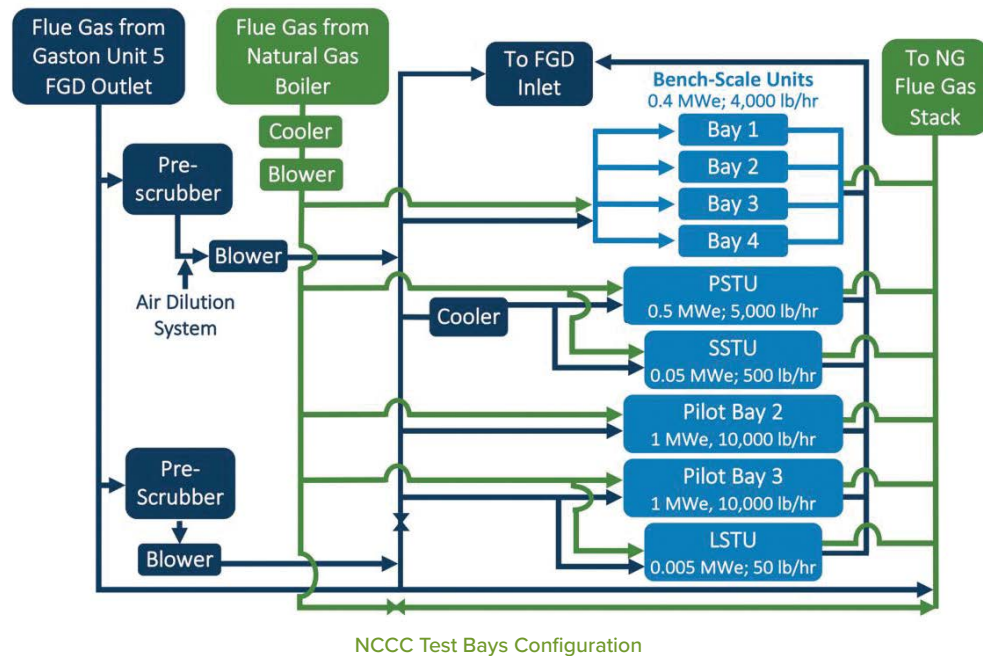 Flue Gas from
Gaston Unit 5
FGD Outlet
Flue Gas from
Natural Gas
Boiler
To FGD
Inlet
To NG
Flue Gas
Stack
Bench-Scale Units
0.4 MWe; 4,000 lb/hr
Cooler
Blower
Bay 1
Bay 2
Bay 3
Bay 4
Pre-
scrubber
Blower
Air Dilution
System
Cooler
PSTU
0.5 MWe; 5,000 lb/hr
SSTU
0.05 MWe; 500 lb/hr
Pilot Bay 2
1 MWe, 10,000 lb/hr
Pilot Bay 3
1 MWe, 10,000 lb/hr
LSTU
0.005 MWe; 50 lb/hr
Pre-
Scrubber
Blower
NCCC Test Bays Configuration